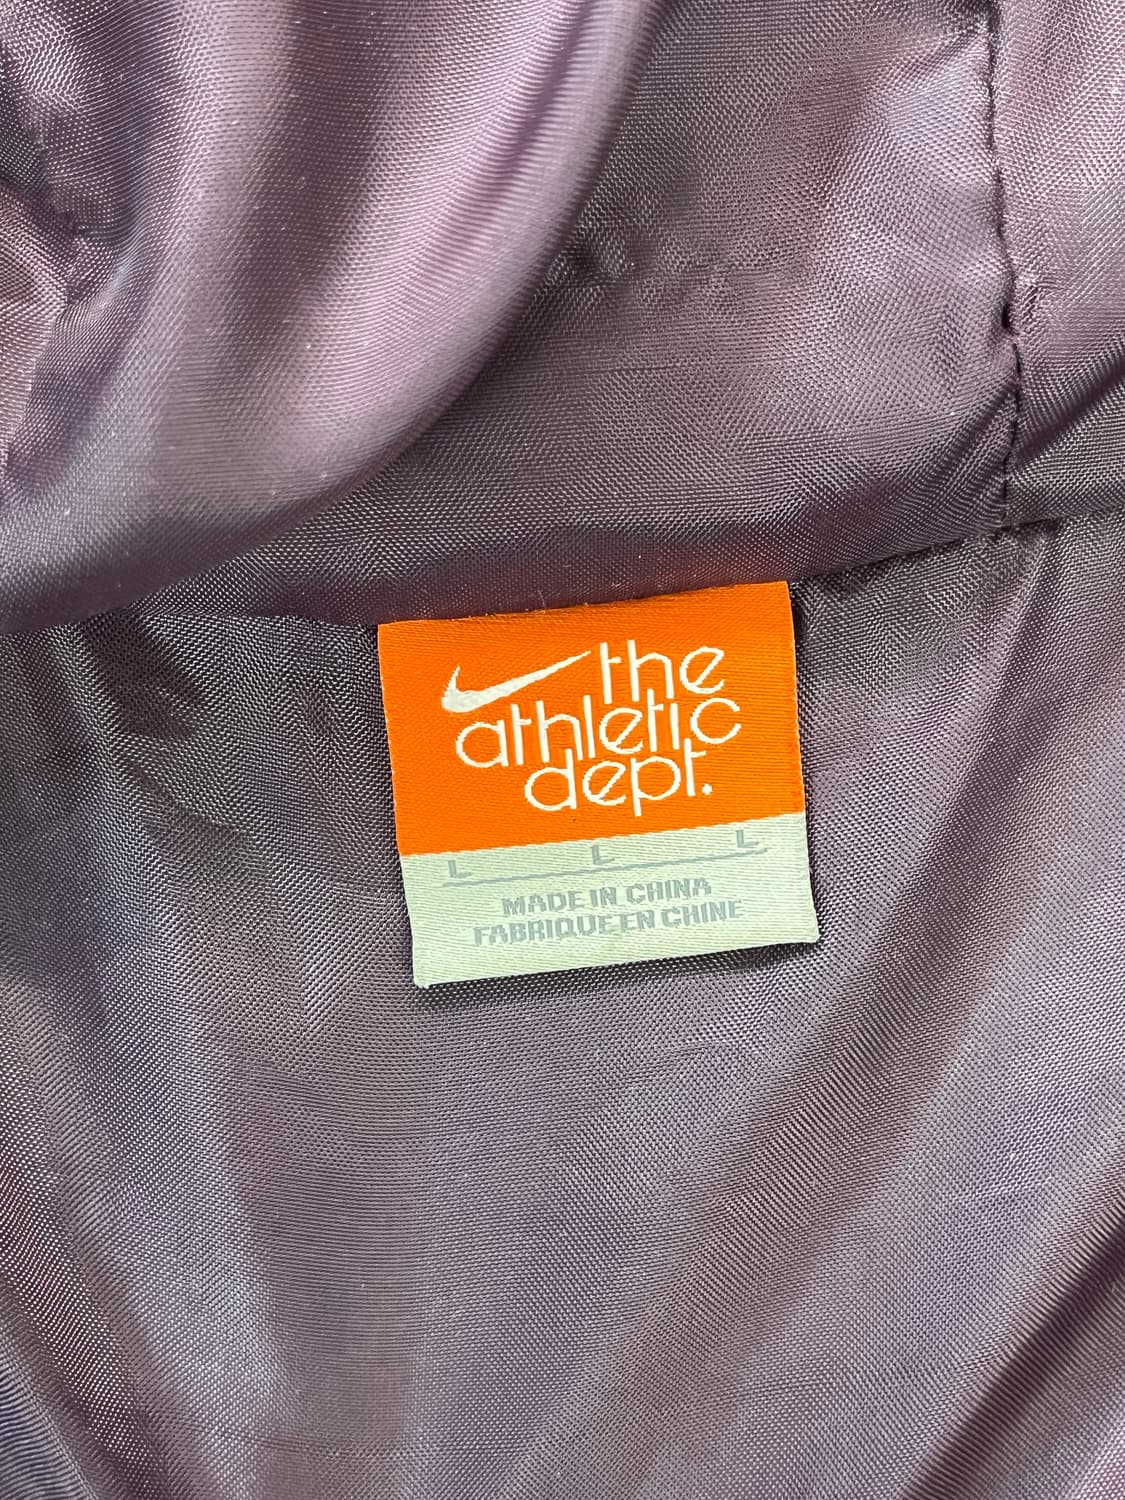 the
athletic
dept.
L L L
MADE IN CHINA
FABRIQUE EN CHINE